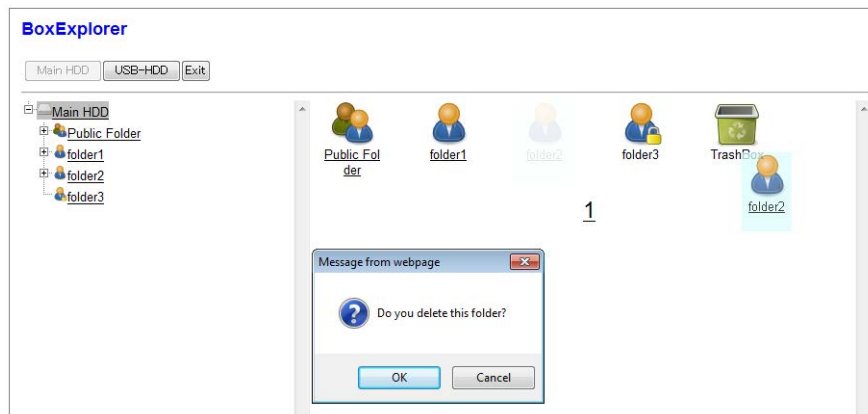 BoxExplorer
Main HDD USB-HDD Exit
Main HDD
Public Folder
folder1
folder2
folder3
Public Fol
der
folder1
folder2
folder3
TrashBox
folder2
1
Message from webpage
Do you delete this folder?
OK Cancel